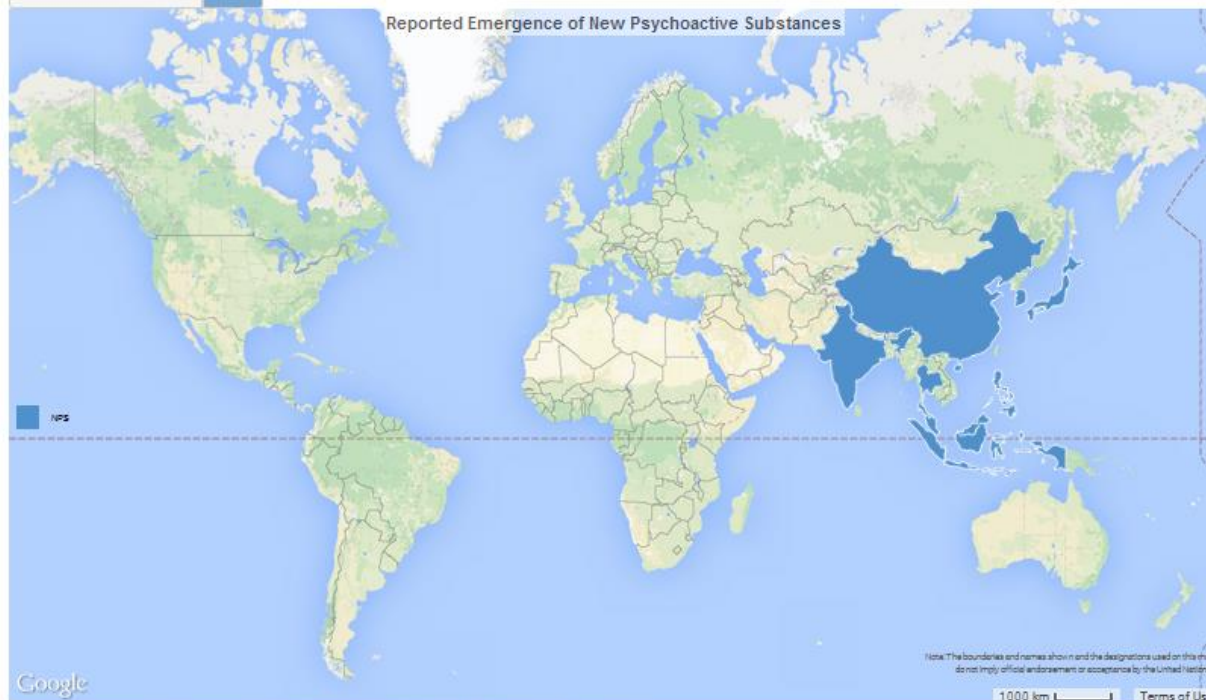 Reported Emergence of New Psychoactive Substances
NPS
Note: The boundaries and names shown and the designations used on this m
do not imply official endorsement or acceptance by the United Nation
Google
1000 km
Terms of Us